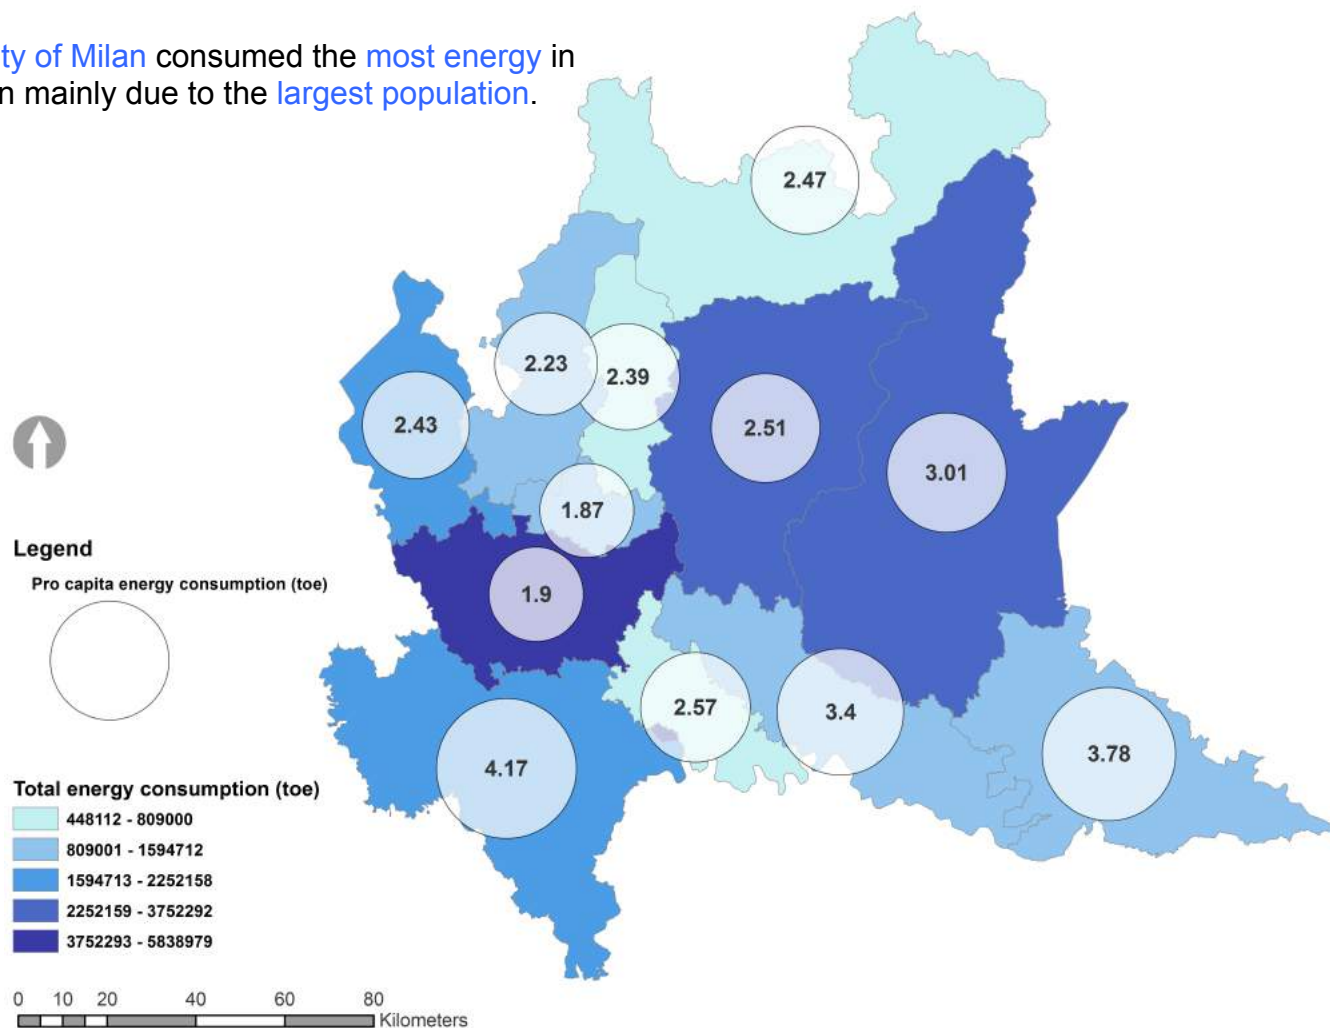 ty of Milan consumed the most energy in
n mainly due to the largest population.
2.47
2.23
2.39
2.43
2.51
3.01
1.87
1.9
2.57
3.4
4.17
3.78
Legend
Pro capita energy consumption (toe)
Total energy consumption (toe)
448112 - 809000
809001 - 1594712
1594713 - 2252158
2252159 - 3752292
3752293 - 5838979
0 10 20 40 60 80
Kilometers